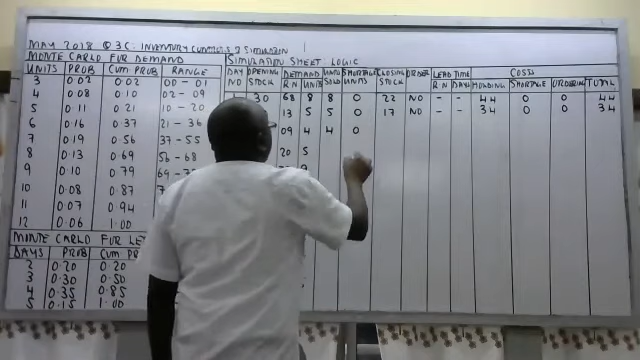 MAY 2018 Q3C: INVENTORY CONTROLS & SIMULATION
MONTE CARLO FOR DEMAND
UNITS PROB CUM PROB RANGE
3 0.02 0.02 00 - 01
4 0.08 0.10 02 - 09
5 0.11 0.21 10 - 20
6 0.16 0.37 21 - 36
7 0.19 0.56 37 - 55
8 0.13 0.69 56 - 68
9 0.10 0.79 69 - 7
10 0.08 0.87 7
11 0.07 0.94
12 0.06 1.00
MONTE CARLO FOR LE
DAYS PROB CUM P
2 0.20 0.20
3 0.30 0.50
4 0.35 0.85
5 0.15 1.00
SIMULATION SHEET: LOGIC
DAY NO OPENING STOCK DEMAND UNITS SOLD SHORTAGE UNITS CLOSING STOCK ORDER LEAD TIME COSTS
R.N UNITS R.N DAYS HOLDING SHORTAGE ORDERING TOTAL
30 68 8 8 0 22 NO - - 44 0 0 44
13 5 5 0 17 NO - - 34 0 0 34
09 4 4 0
20 5
9